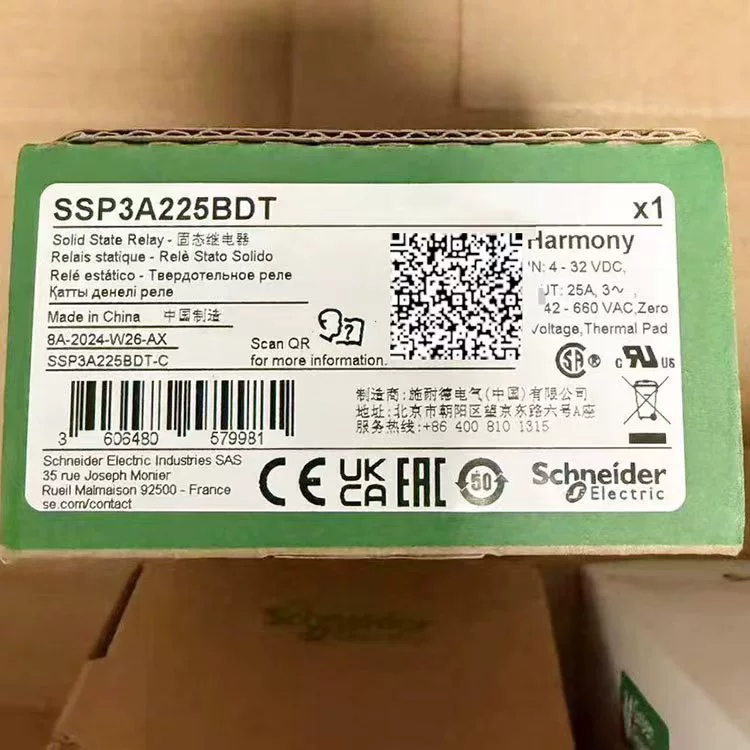 SSP3A225BDT
x1
Solid State Relay - 固态继电器
Relais statique - Relè Stato Solido
Relé estático - Твердотельное реле
Қатты денелі реле
Made in China 中国制造
8A-2024-W26-AX
SSP3A225BDT-C
Scan QR
for more information.
Harmony
N: 4 - 32 VDC,
UT: 25A, 3~ ,
42 - 660 VAC,Zero
Voltage,Thermal Pad
CSA ®
c UL us
3 606480 579981
制造商: 施耐德电气(中国)有限公司
地址: 北京市朝阳区望京东路六号A座
服务热线:+86 400 810 1315
Schneider Electric Industries SAS
35 rue Joseph Monier
Rueil Malmaison 92500 - France
se.com/contact
CE UKCA EAC 50
Schneider
Electric
Schneider
Electric